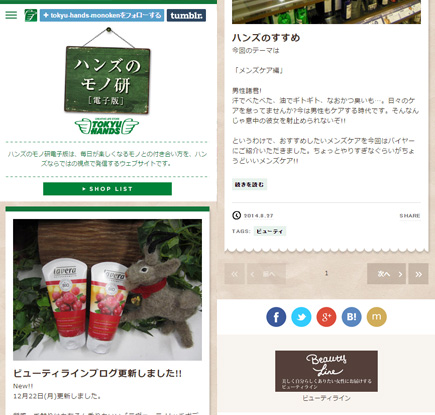 + tokyu-hands-monokenをフォローする
tumblr.
ハンズの
モノ研
[電子版]
TOKYU
HANDS
ハンズのモノ研電子版は、毎日が楽しくなるモノとの付き合い方を、ハン
ズならではの視点で発信するウェブサイトです。
SHOP LIST
lavera
lavera
ビューティラインブログ更新しました!!
New!!
12月22日(月)更新しました。
ハンズのすすめ
今回のテーマは
「メンズケア編」
男性諸君!
汗でべたべた、油でギトギト、なおかつ臭いも…。日々のケ
アを怠ってませんか?今は男性もケアする時代です。そんなん
じゃ意中の彼女を射止められないぞ!!
というわけで、おすすめしたいメンズケアを今回はバイヤー
にご紹介いただきました。ちょっとやりすぎなぐらいがちょ
うどいいメンズケア!!
続きを読む
2014.8.27
SHARE
TAGS: ビューティ
« ‹ 前へ 1 次へ › »
f
g+
B!
m
Beauty
Line
美しく自分らしくありたい女性にお届けする
ビューティライン
ビューティライン